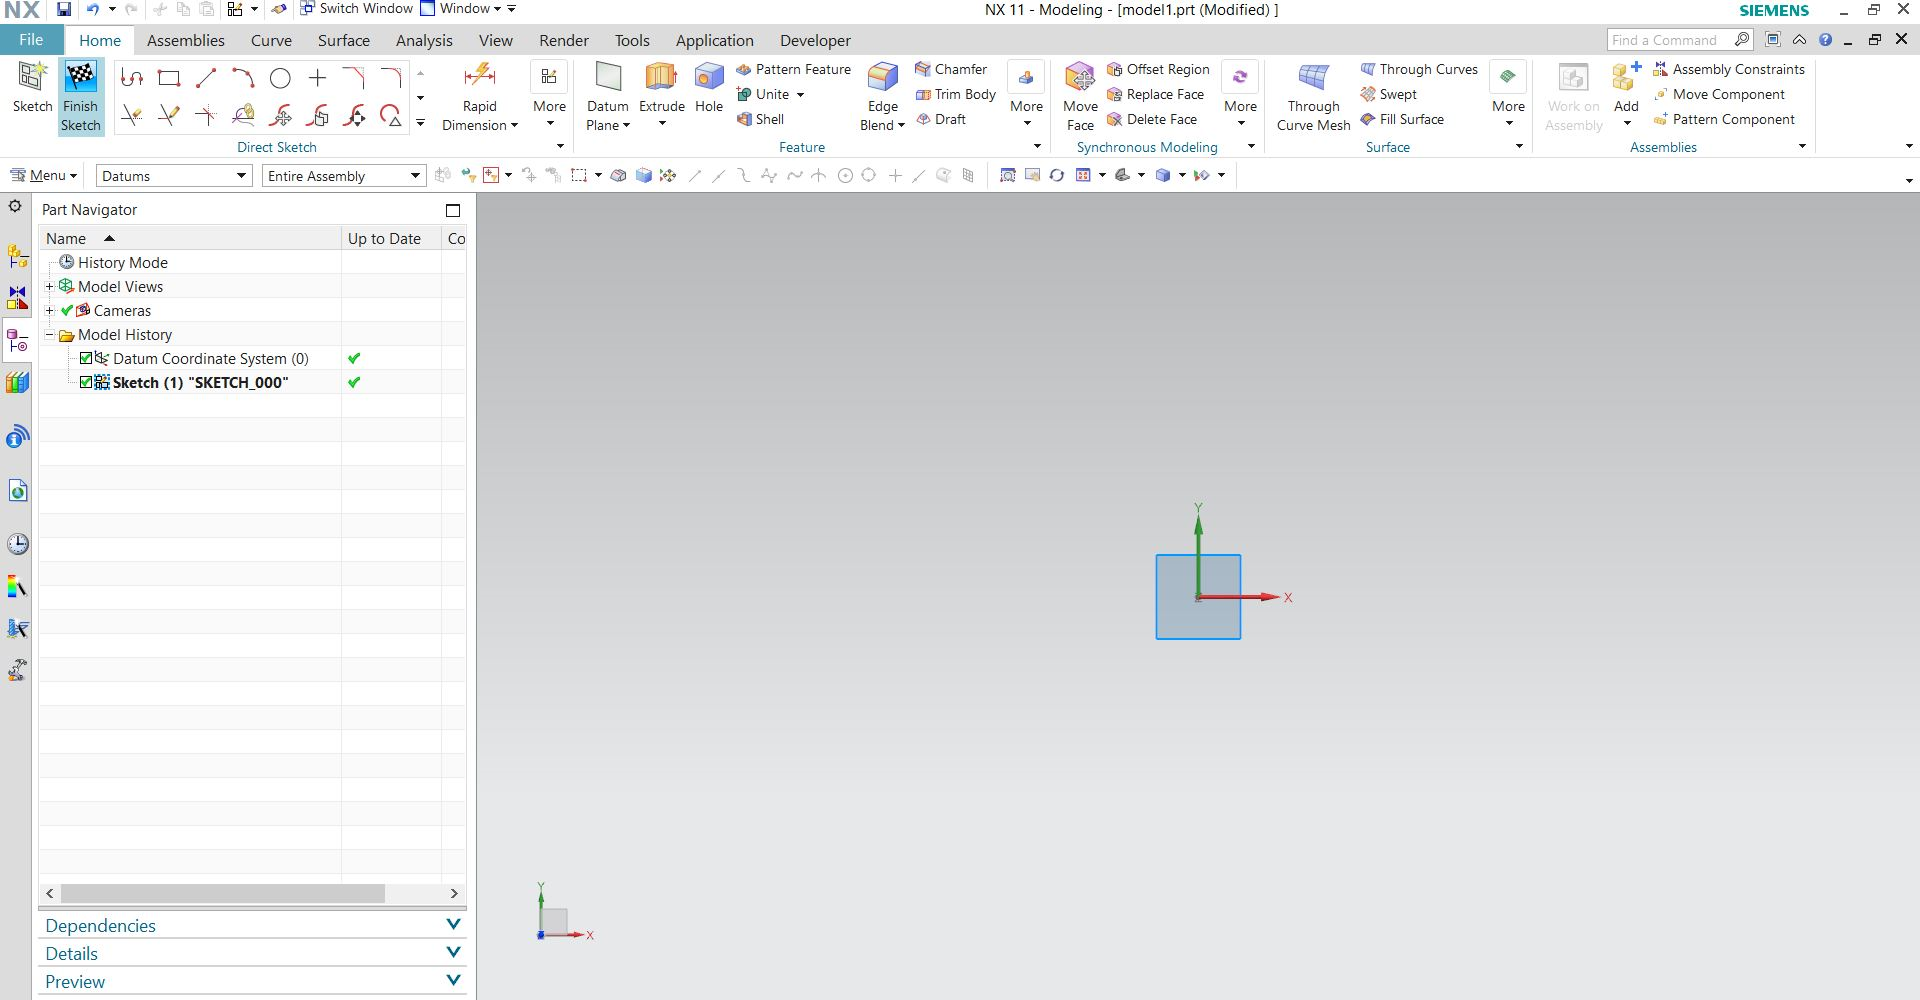 NX Switch Window Window NX 11 - Modeling - [model1.prt (Modified) ] SIEMENS
File Home Assemblies Curve Surface Analysis View Render Tools Application Developer Find a Command
Sketch
Finish
Sketch
Direct Sketch
Rapid
Dimension
More
Datum
Plane
Extrude
Hole
Pattern Feature
Unite
Shell
Edge
Blend
Chamfer
Trim Body
Draft
More
Feature
Move
Face
Offset Region
Replace Face
Delete Face
More
Synchronous Modeling
Through
Curve Mesh
Through Curves
Swept
Fill Surface
More
Surface
Work on
Assembly
Add
Assembly Constraints
Move Component
Pattern Component
Assemblies
Menu Datums Entire Assembly
Part Navigator
Name Up to Date Co
History Mode
Model Views
Cameras
Model History
Datum Coordinate System (0)
Sketch (1) "SKETCH_000"
Y
X
Y
X
Dependencies
Details
Preview